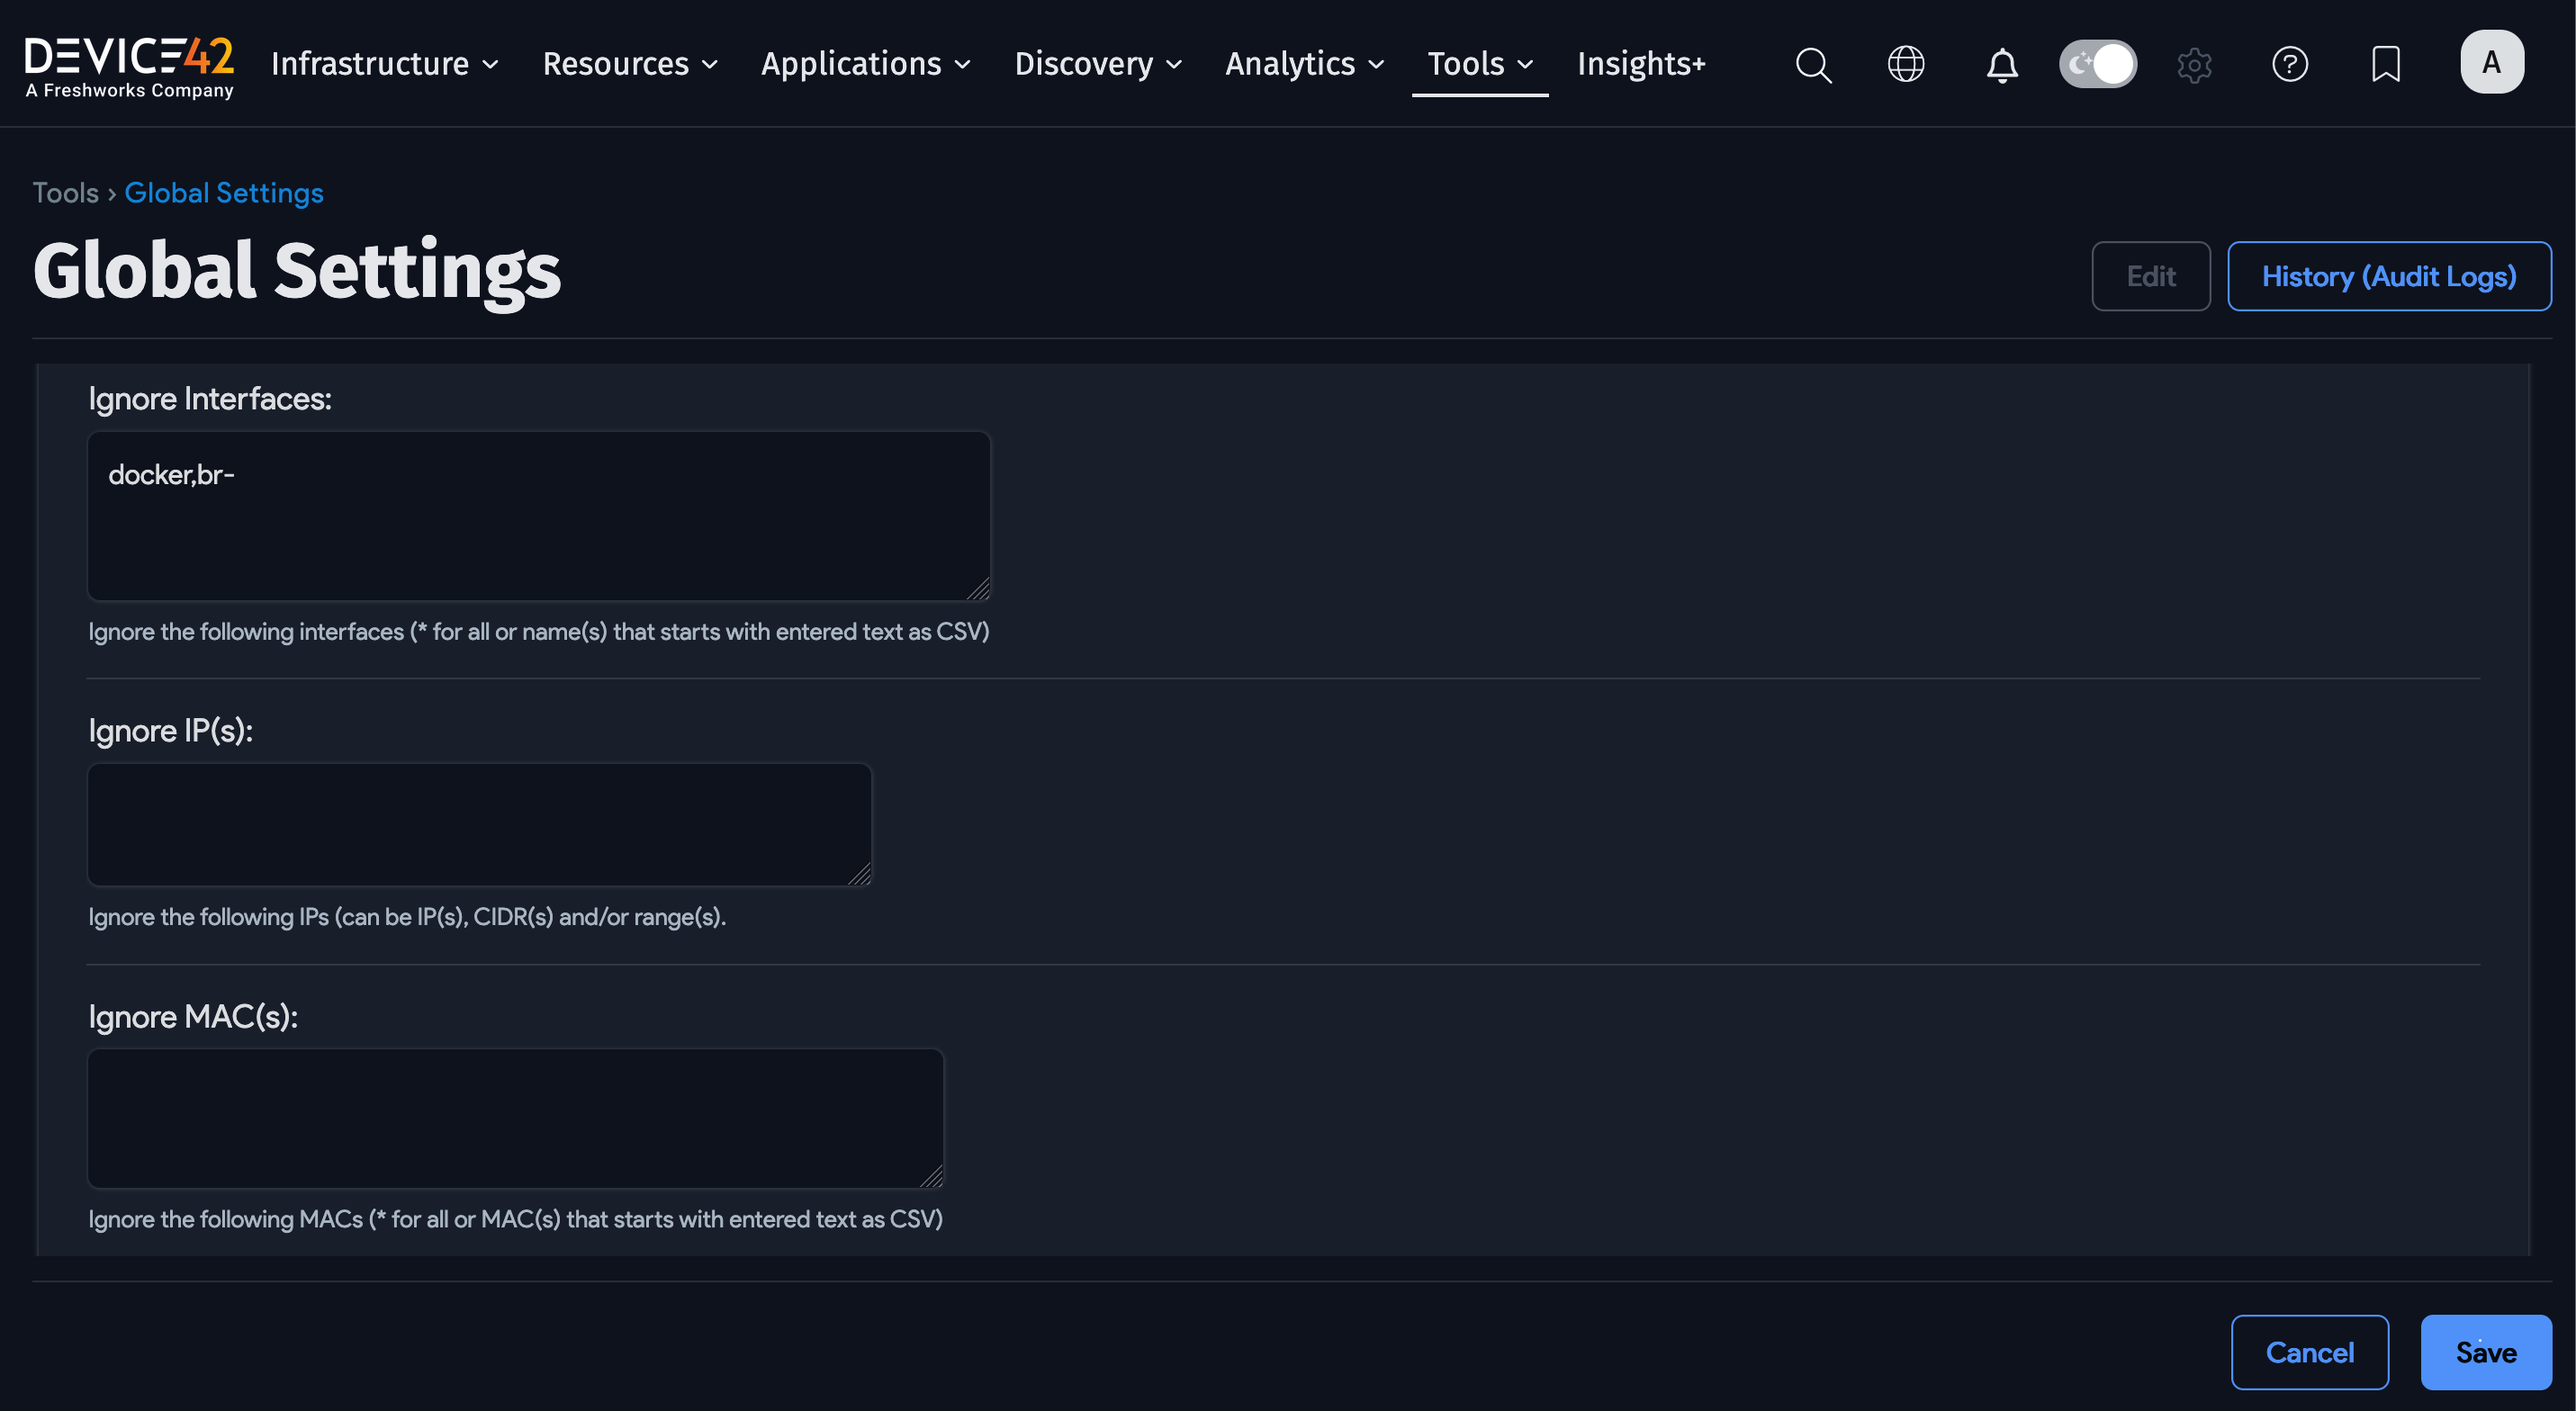 DEVICE42
A Freshworks Company
Infrastructure Resources Applications Discovery Analytics Tools Insights+ A
Tools › Global Settings
Global Settings
Edit History (Audit Logs)
Ignore Interfaces:
docker,br-
Ignore the following interfaces (* for all or name(s) that starts with entered text as CSV)
Ignore IP(s):
Ignore the following IPs (can be IP(s), CIDR(s) and/or range(s).
Ignore MAC(s):
Ignore the following MACs (* for all or MAC(s) that starts with entered text as CSV)
Cancel Save